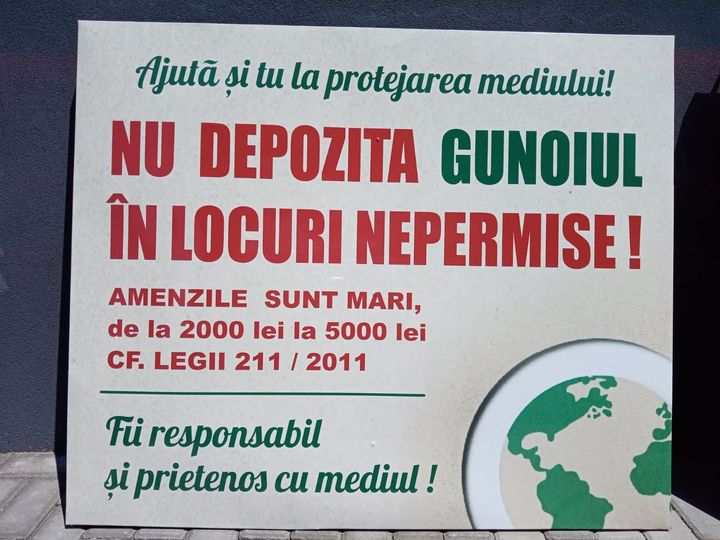 Ajută și tu la protejarea mediului!
NU DEPOZITA GUNOIUL
ÎN LOCURI NEPERMISE !
AMENZILE SUNT MARI,
de la 2000 lei la 5000 lei
CF. LEGII 211 / 2011
Fii responsabil
și prietenos cu mediul !